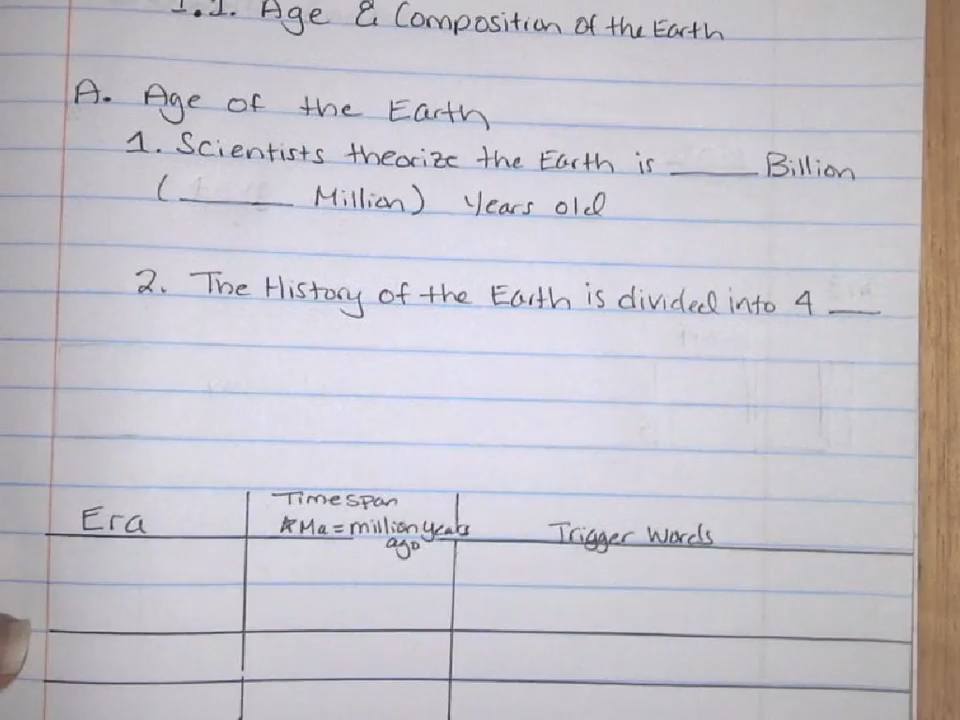 1.1. Age & Composition of the Earth
A. Age of the Earth
1. Scientists theorize the Earth is ____ Billion
(____ Million) years old
2. The History of the Earth is divided into 4 ___
Era
Timespan
*Ma = million years
ago
Trigger Words